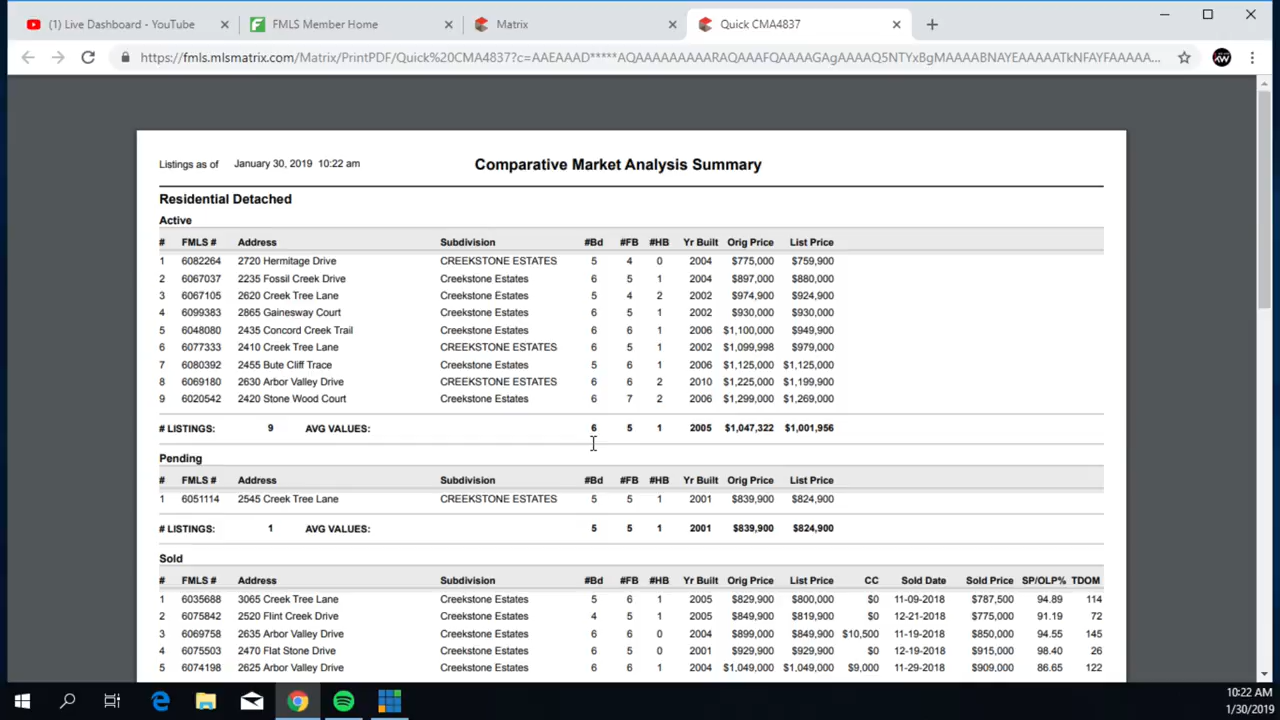 (1) Live Dashboard - YouTube
FMLS Member Home
Matrix
Quick CMA4837
https://fmls.mlsmatrix.com/Matrix/PrintPDF/Quick%20CMA4837?c=AAEAAAD*****AQAAAAAAAAARAQAAAFQAAAAGAgAAAAQ5NTYxBgMAAAABNAYEAAAAATkNFAYFAAAAA...
Listings as of January 30, 2019 10:22 am Comparative Market Analysis Summary
Residential Detached
Active
# FMLS # Address Subdivision #Bd #FB #HB Yr Built Orig Price List Price
1 6082264 2720 Hermitage Drive CREEKSTONE ESTATES 5 4 0 2004 $775,000 $759,900
2 6067037 2235 Fossil Creek Drive Creekstone Estates 6 5 1 2004 $897,000 $880,000
3 6067105 2620 Creek Tree Lane Creekstone Estates 5 4 2 2002 $974,900 $924,900
4 6099383 2865 Gainesway Court Creekstone Estates 6 5 1 2002 $930,000 $930,000
5 6048080 2435 Concord Creek Trail Creekstone Estates 6 6 1 2006 $1,100,000 $949,900
6 6077333 2410 Creek Tree Lane CREEKSTONE ESTATES 6 5 1 2002 $1,099,998 $979,000
7 6080392 2455 Bute Cliff Trace Creekstone Estates 5 6 1 2006 $1,125,000 $1,125,000
8 6069180 2630 Arbor Valley Drive CREEKSTONE ESTATES 6 6 2 2010 $1,225,000 $1,199,900
9 6020542 2420 Stone Wood Court Creekstone Estates 6 7 2 2006 $1,299,000 $1,269,000
# LISTINGS: 9 AVG VALUES: 6 5 1 2005 $1,047,322 $1,001,956
Pending
# FMLS # Address Subdivision #Bd #FB #HB Yr Built Orig Price List Price
1 6051114 2545 Creek Tree Lane CREEKSTONE ESTATES 5 5 1 2001 $839,900 $824,900
# LISTINGS: 1 AVG VALUES: 5 5 1 2001 $839,900 $824,900
Sold
# FMLS # Address Subdivision #Bd #FB #HB Yr Built Orig Price List Price CC Sold Date Sold Price SP/OLP% TDOM
1 6035688 3065 Creek Tree Lane Creekstone Estates 5 6 1 2005 $829,900 $800,000 $0 11-09-2018 $787,500 94.89 114
2 6075842 2520 Flint Creek Drive Creekstone Estates 4 5 1 2005 $849,900 $819,900 $0 12-21-2018 $775,000 91.19 72
3 6069758 2635 Arbor Valley Drive Creekstone Estates 6 6 0 2004 $899,000 $849,900 $10,500 11-19-2018 $850,000 94.55 145
4 6075503 2470 Flat Stone Drive Creekstone Estates 6 5 0 2001 $929,900 $929,900 $0 12-19-2018 $915,000 98.40 26
5 6074198 2625 Arbor Valley Drive Creekstone Estates 6 6 1 2004 $1,049,000 $1,049,000 $9,000 11-29-2018 $909,000 86.65 122
10:22 AM
1/30/2019